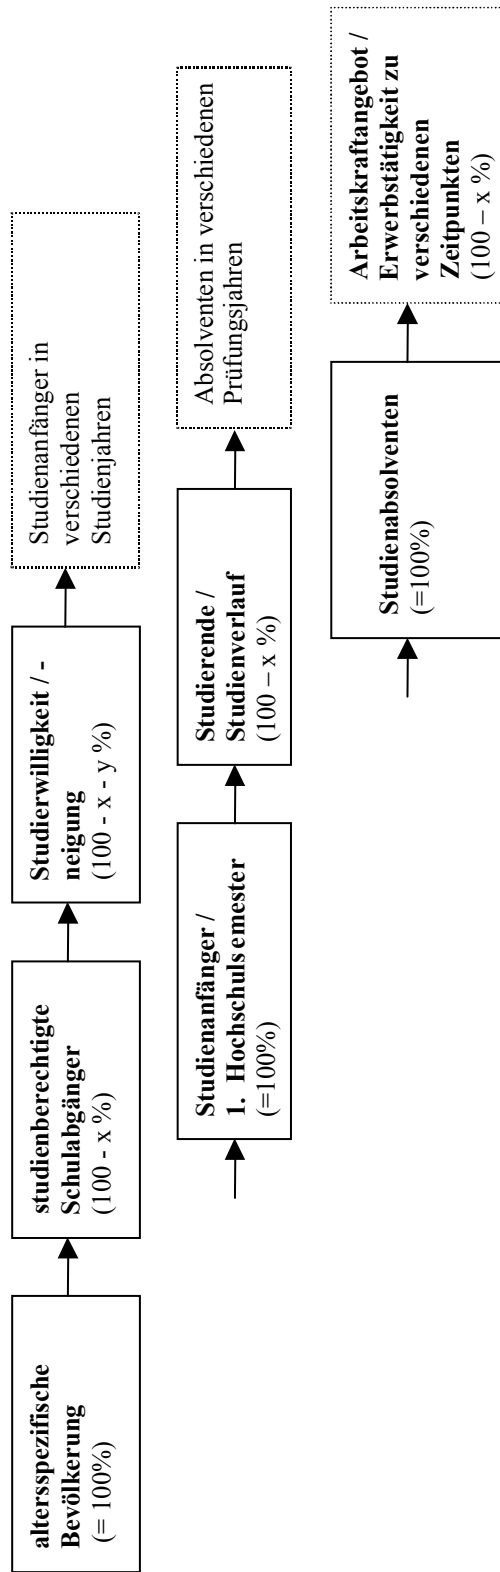 altersspezifische
Bevölkerung
(= 100%)
studienberechtigte
Schulabgänger
(100 - x %)
Studierwilligkeit / -
neigung
(100 - x - y %)
Studienanfänger in
verschiedenen
Studienjahren
Studienanfänger /
1. Hochschulsemester
(=100%)
Studierende /
Studienverlauf
(100 – x %)
Absolventen in verschiedenen
Prüfungsjahren
Studienabsolventen
(=100%)
Arbeitskraftangebot /
Erwerbstätigkeit zu
verschiedenen
Zeitpunkten
(100 – x %)